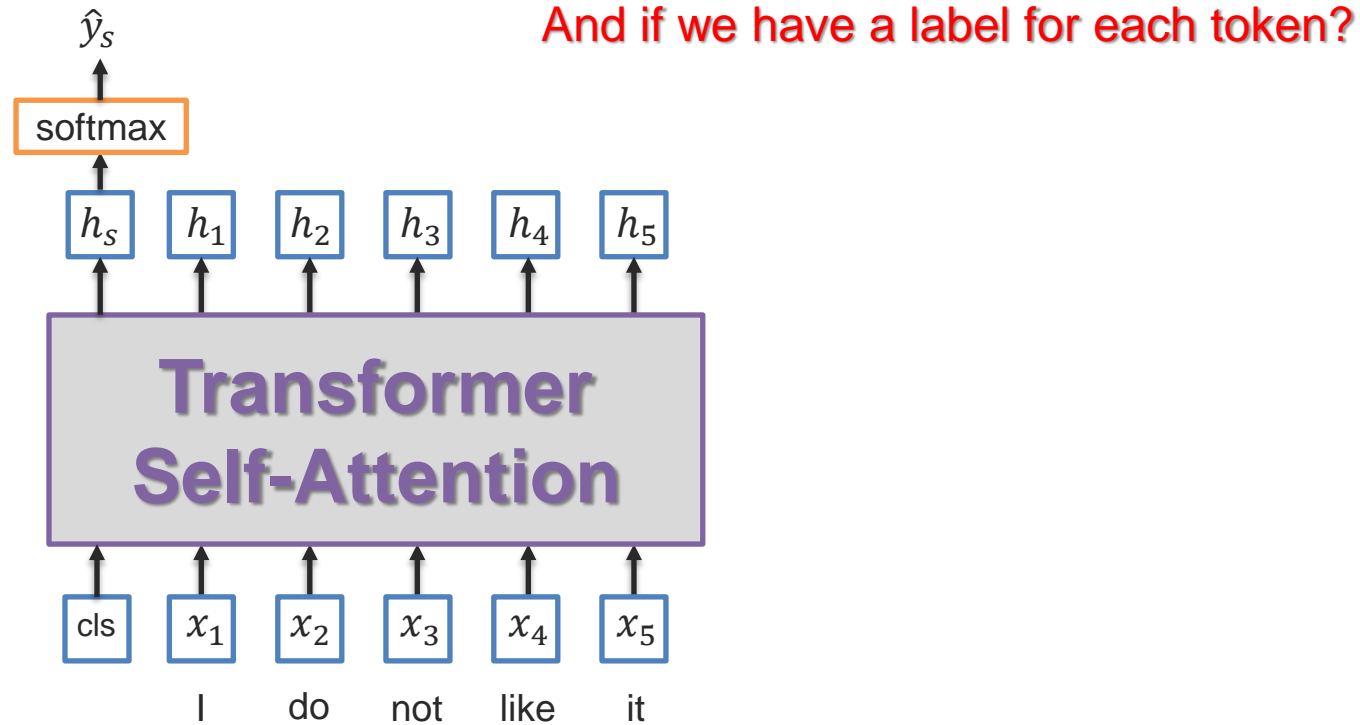 And if we have a label for each token?
ŷ_S
softmax
h_S h_1 h_2 h_3 h_4 h_5
Transformer
Self-Attention
cls x_1 x_2 x_3 x_4 x_5
I do not like it